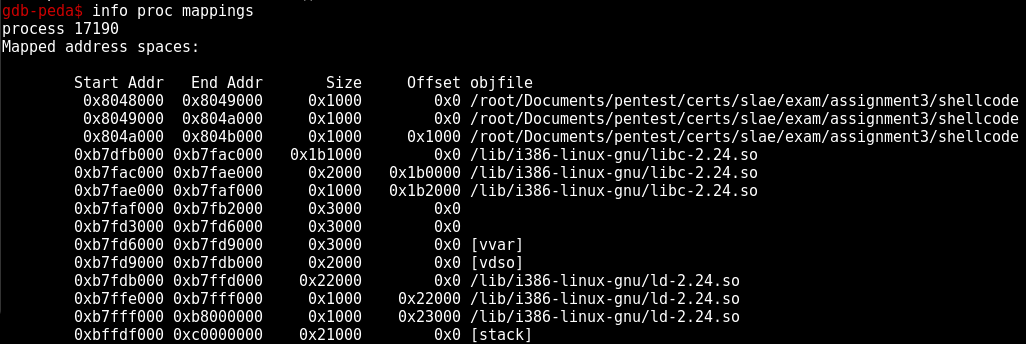 gdb-peda$ info proc mappings
process 17190
Mapped address spaces:
Start Addr End Addr Size Offset objfile
0x8048000 0x8049000 0x1000 0x0 /root/Documents/pentest/certs/slae/exam/assignment3/shellcode
0x8049000 0x804a000 0x1000 0x0 /root/Documents/pentest/certs/slae/exam/assignment3/shellcode
0x804a000 0x804b000 0x1000 0x1000 /root/Documents/pentest/certs/slae/exam/assignment3/shellcode
0xb7dfb000 0xb7fac000 0x1b1000 0x0 /lib/i386-linux-gnu/libc-2.24.so
0xb7fac000 0xb7fae000 0x2000 0x1b0000 /lib/i386-linux-gnu/libc-2.24.so
0xb7fae000 0xb7faf000 0x1000 0x1b2000 /lib/i386-linux-gnu/libc-2.24.so
0xb7faf000 0xb7fb2000 0x3000 0x0
0xb7fd3000 0xb7fd6000 0x3000 0x0
0xb7fd6000 0xb7fd9000 0x3000 0x0 [vvar]
0xb7fd9000 0xb7fdb000 0x2000 0x0 [vdso]
0xb7fdb000 0xb7ffd000 0x22000 0x0 /lib/i386-linux-gnu/ld-2.24.so
0xb7ffe000 0xb7fff000 0x1000 0x22000 /lib/i386-linux-gnu/ld-2.24.so
0xb7fff000 0xb8000000 0x1000 0x23000 /lib/i386-linux-gnu/ld-2.24.so
0xbffdf000 0xc0000000 0x21000 0x0 [stack]